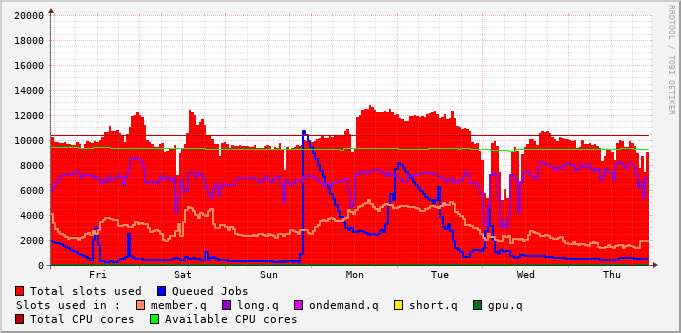 20000
18000
16000
14000
12000
10000
8000
6000
4000
2000
0
Fri Sat Sun Mon Tue Wed Thu
RRDTOOL / TOBI OETIKER
Total slots used Queued Jobs
Slots used in : member.q long.q ondemand.q short.q gpu.q
Total CPU cores Available CPU cores